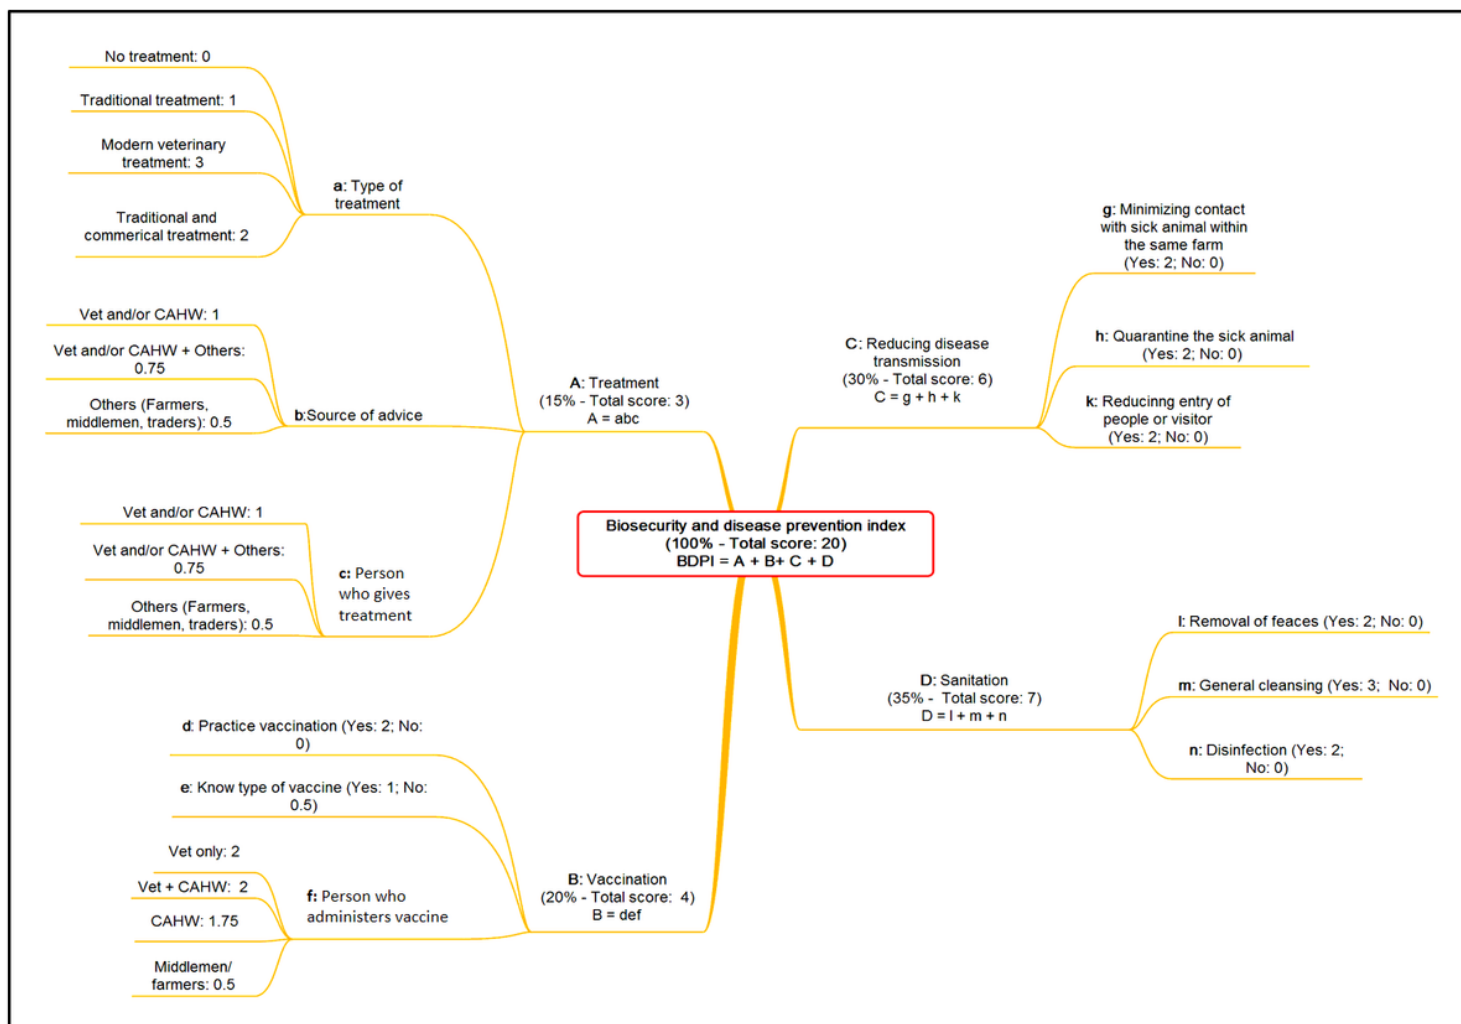 No treatment: 0
Traditional treatment: 1
Modern veterinary
treatment: 3
Traditional and
commerical treatment: 2
a: Type of
treatment
Vet and/or CAHW: 1
Vet and/or CAHW + Others:
0.75
Others (Farmers,
middlemen, traders): 0.5
b:Source of advice
Vet and/or CAHW: 1
Vet and/or CAHW + Others:
0.75
Others (Farmers,
middlemen, traders): 0.5
c: Person
who gives
treatment
A: Treatment
(15% - Total score: 3)
A = abc
d: Practice vaccination (Yes: 2; No:
0)
e: Know type of vaccine (Yes: 1; No:
0.5)
Vet only: 2
Vet + CAHW: 2
CAHW: 1.75
Middlemen/
farmers: 0.5
f: Person who
administers vaccine
B: Vaccination
(20% - Total score: 4)
B = def
Biosecurity and disease prevention index
(100% - Total score: 20)
BDPI = A + B+ C + D
C: Reducing disease
transmission
(30% - Total score: 6)
C = g + h + k
g: Minimizing contact
with sick animal within
the same farm
(Yes: 2; No: 0)
h: Quarantine the sick animal
(Yes: 2; No: 0)
k: Reducinng entry of
people or visitor
(Yes: 2; No: 0)
D: Sanitation
(35% - Total score: 7)
D = l + m + n
l: Removal of feaces (Yes: 2; No: 0)
m: General cleansing (Yes: 3; No: 0)
n: Disinfection (Yes: 2;
No: 0)